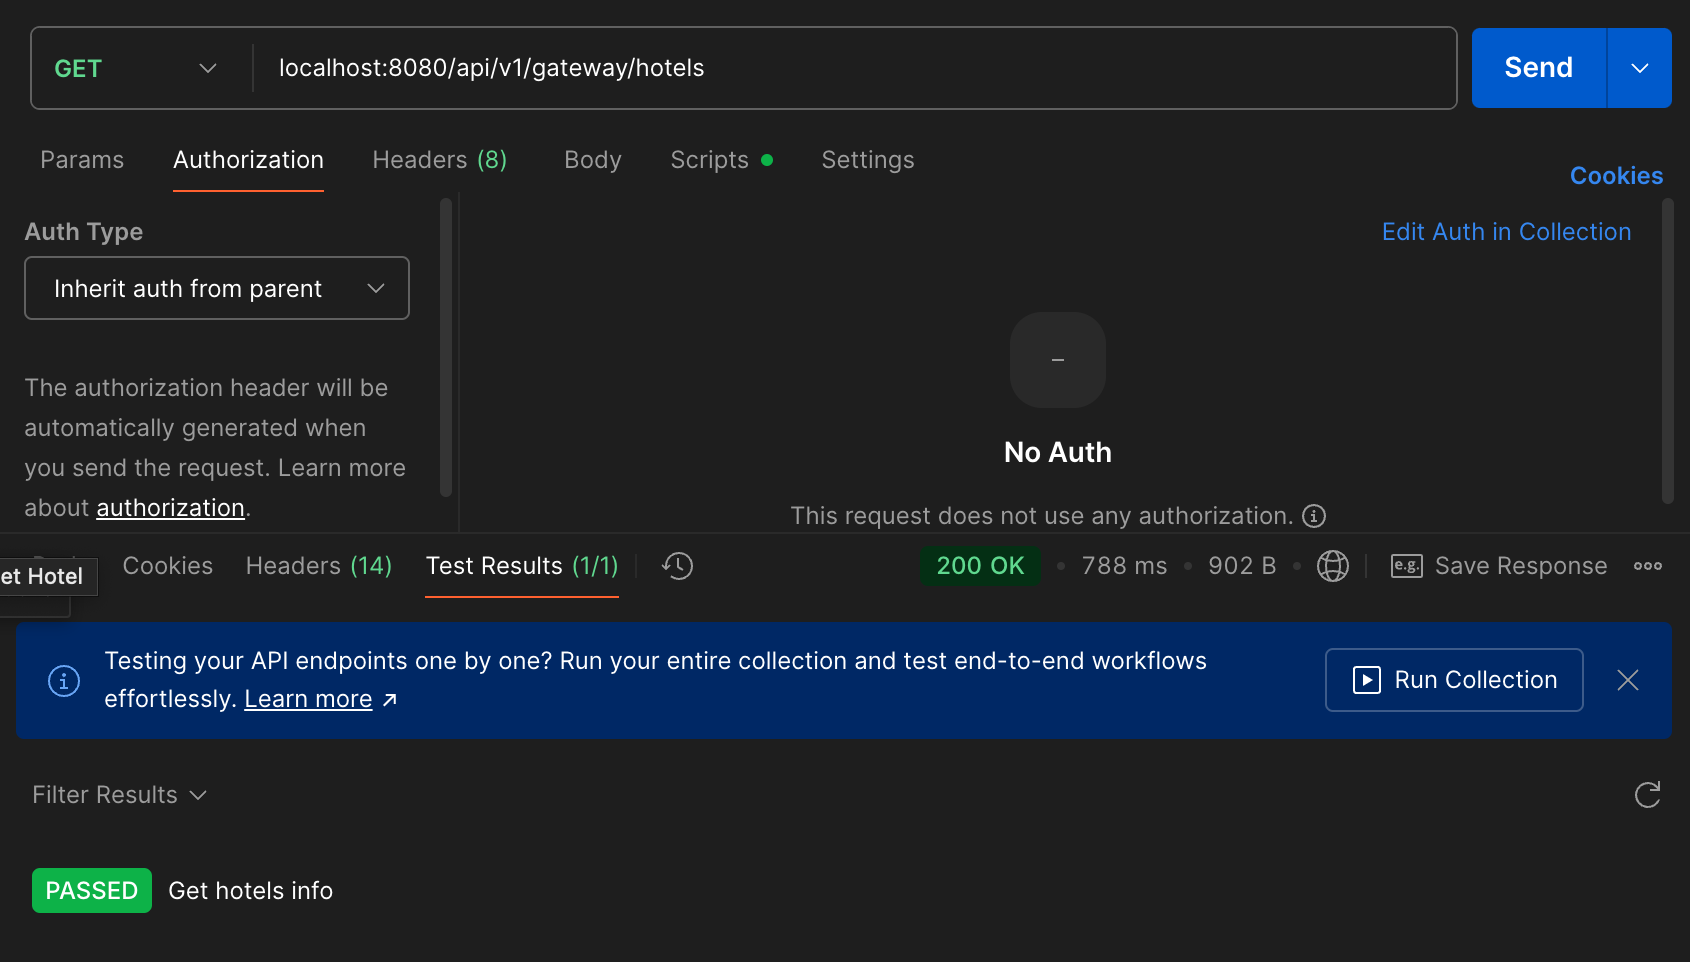 GET
localhost:8080/api/v1/gateway/hotels
Send
Params Authorization Headers (8) Body Scripts Settings
Cookies
Auth Type
Edit Auth in Collection
Inherit auth from parent
The authorization header will be
automatically generated when
you send the request. Learn more
about authorization.
–
No Auth
This request does not use any authorization.
et Hotel
Cookies Headers (14) Test Results (1/1)
200 OK • 788 ms • 902 B • e.g. Save Response
Testing your API endpoints one by one? Run your entire collection and test end-to-end workflows
effortlessly. Learn more ↗
Run Collection
Filter Results
PASSED Get hotels info